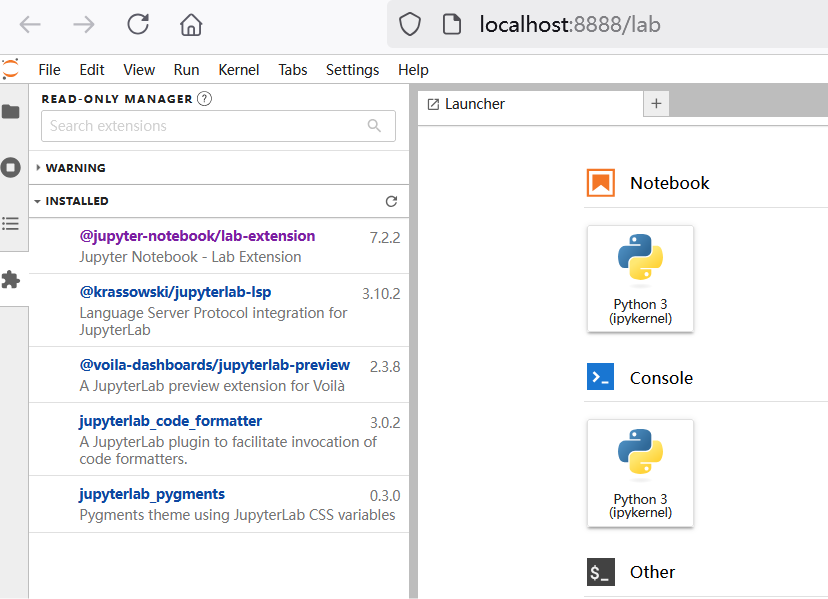 localhost:8888/lab
File Edit View Run Kernel Tabs Settings Help
READ-ONLY MANAGER ?
Search extensions
WARNING
INSTALLED
@jupyter-notebook/lab-extension 7.2.2
Jupyter Notebook - Lab Extension
@krassowski/jupyterlab-lsp 3.10.2
Language Server Protocol integration for
JupyterLab
@voila-dashboards/jupyterlab-preview 2.3.8
A JupyterLab preview extension for Voilà
jupyterlab_code_formatter 3.0.2
A JupyterLab plugin to facilitate invocation of
code formatters.
jupyterlab_pygments 0.3.0
Pygments theme using JupyterLab CSS variables
Launcher +
Notebook
Python 3
(ipykernel)
>_ Console
Python 3
(ipykernel)
$_ Other